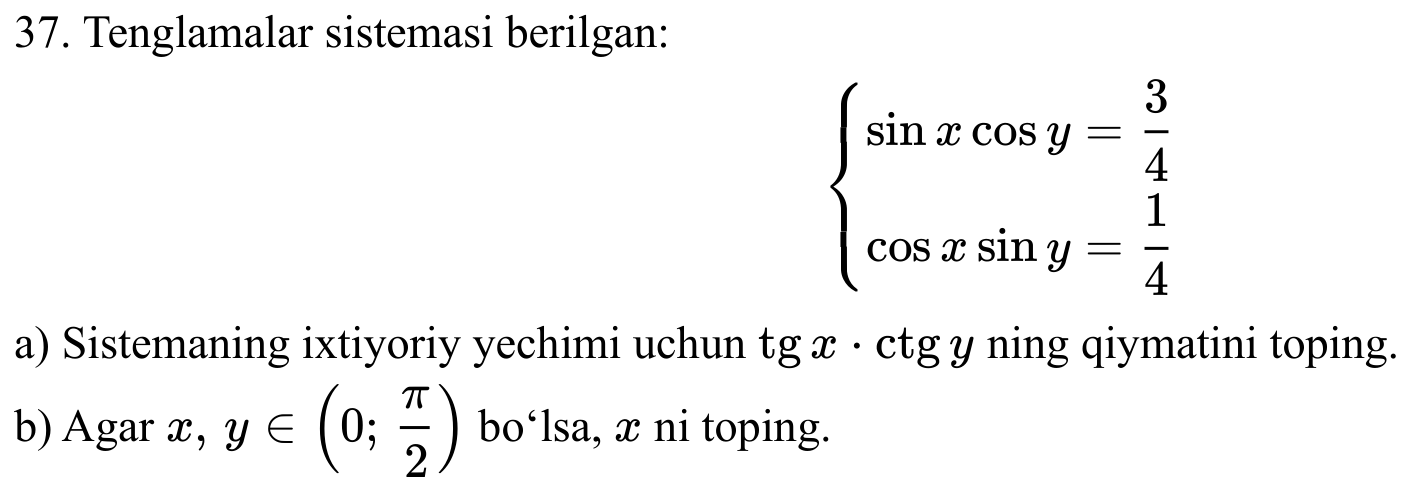 37. Tenglamalar sistemasi berilgan:
{ sin x cos y = 3/4
cos x sin y = 1/4
a) Sistemaning ixtiyoriy yechimi uchun tg x · ctg y ning qiymatini toping.
b) Agar x, y ∈ (0; π/2) bo‘lsa, x ni toping.